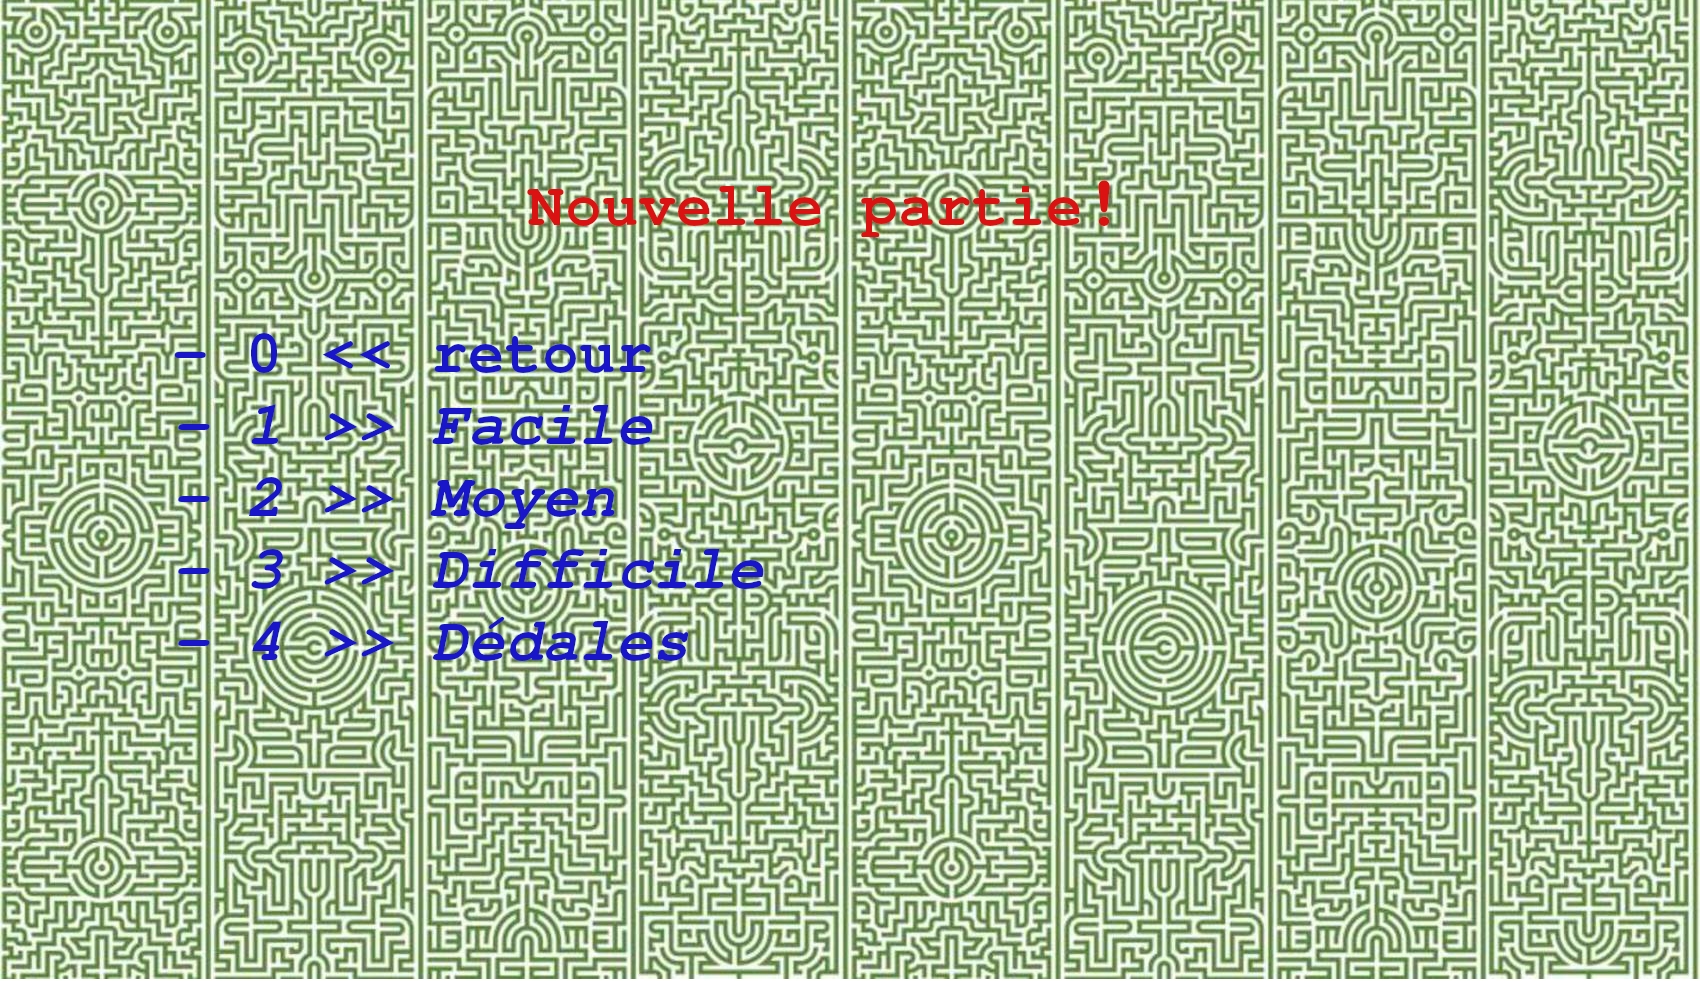 Nouvelle partie!
- 0 << retour
- 1 >> Facile
- 2 >> Moyen
- 3 >> Difficile
- 4 >> Dédales